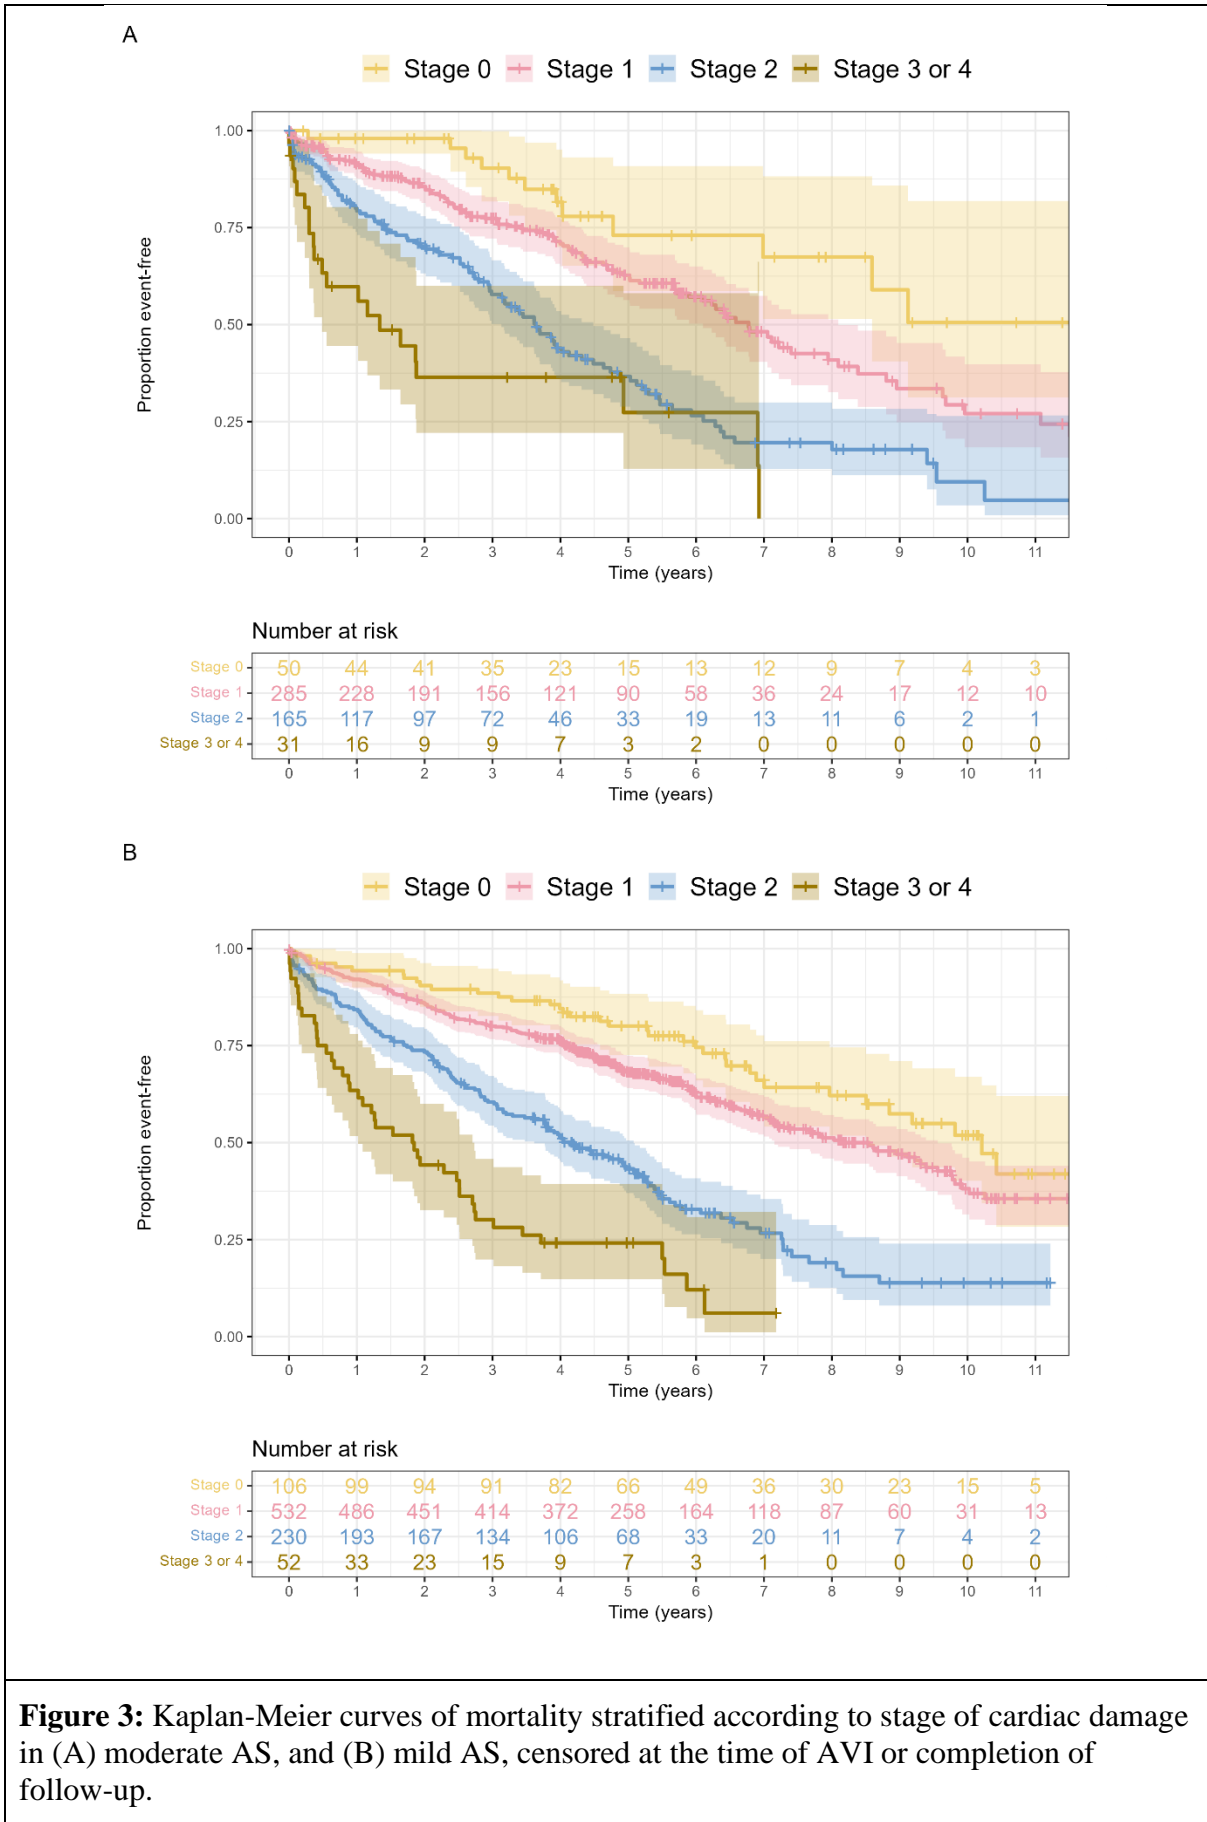 A
Stage 0 Stage 1 Stage 2 Stage 3 or 4
1.00
0.75
0.50
0.25
0.00
Proportion event-free
0 1 2 3 4 5 6 7 8 9 10 11
Time (years)
Number at risk
Stage 0 50 44 41 35 23 15 13 12 9 7 4 3
Stage 1 285 228 191 156 121 90 58 36 24 17 12 10
Stage 2 165 117 97 72 46 33 19 13 11 6 2 1
Stage 3 or 4 31 16 9 9 7 3 2 0 0 0 0 0
0 1 2 3 4 5 6 7 8 9 10 11
Time (years)
B
Stage 0 Stage 1 Stage 2 Stage 3 or 4
1.00
0.75
0.50
0.25
0.00
Proportion event-free
0 1 2 3 4 5 6 7 8 9 10 11
Time (years)
Number at risk
Stage 0 106 99 94 91 82 66 49 36 30 23 15 5
Stage 1 532 486 451 414 372 258 164 118 87 60 31 13
Stage 2 230 193 167 134 106 68 33 20 11 7 4 2
Stage 3 or 4 52 33 23 15 9 7 3 1 0 0 0 0
0 1 2 3 4 5 6 7 8 9 10 11
Time (years)
Figure 3: Kaplan-Meier curves of mortality stratified according to stage of cardiac damage
in (A) moderate AS, and (B) mild AS, censored at the time of AVI or completion of
follow-up.